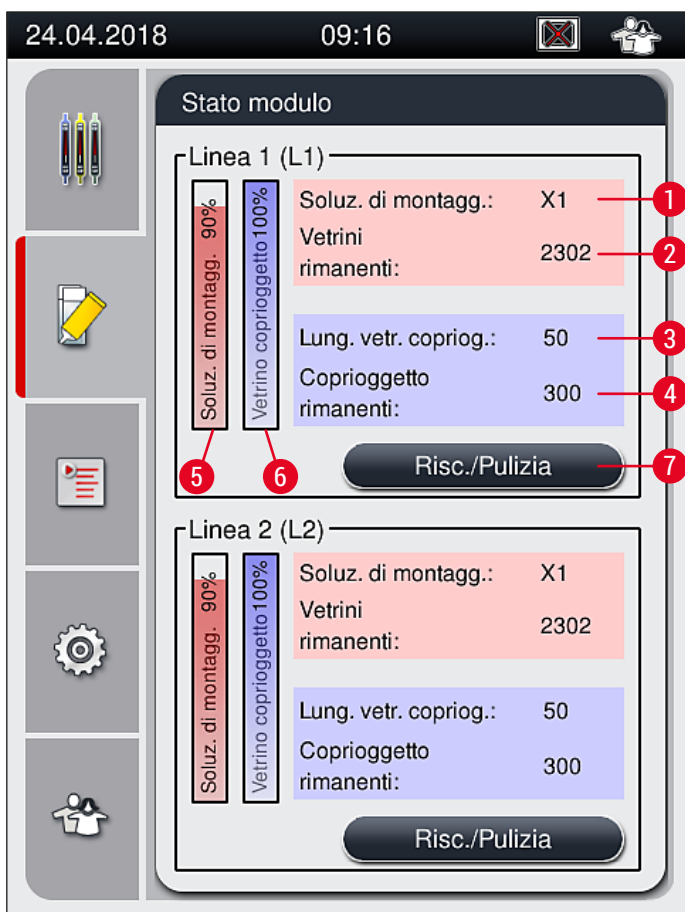 24.04.2018 09:16
Stato modulo
Linea 1 (L1)
Soluz. di montagg. 90%
Vetrino coprioggetto 100%
Soluz. di montagg.: X1
1
Vetrini
rimanenti: 2302
2
Lung. vetr. copriog.: 50
3
Coprioggetto
rimanenti: 300
4
5
6
Risc./Pulizia
7
Linea 2 (L2)
Soluz. di montagg. 90%
Vetrino coprioggetto 100%
Soluz. di montagg.: X1
Vetrini
rimanenti: 2302
Lung. vetr. copriog.: 50
Coprioggetto
rimanenti: 300
Risc./Pulizia